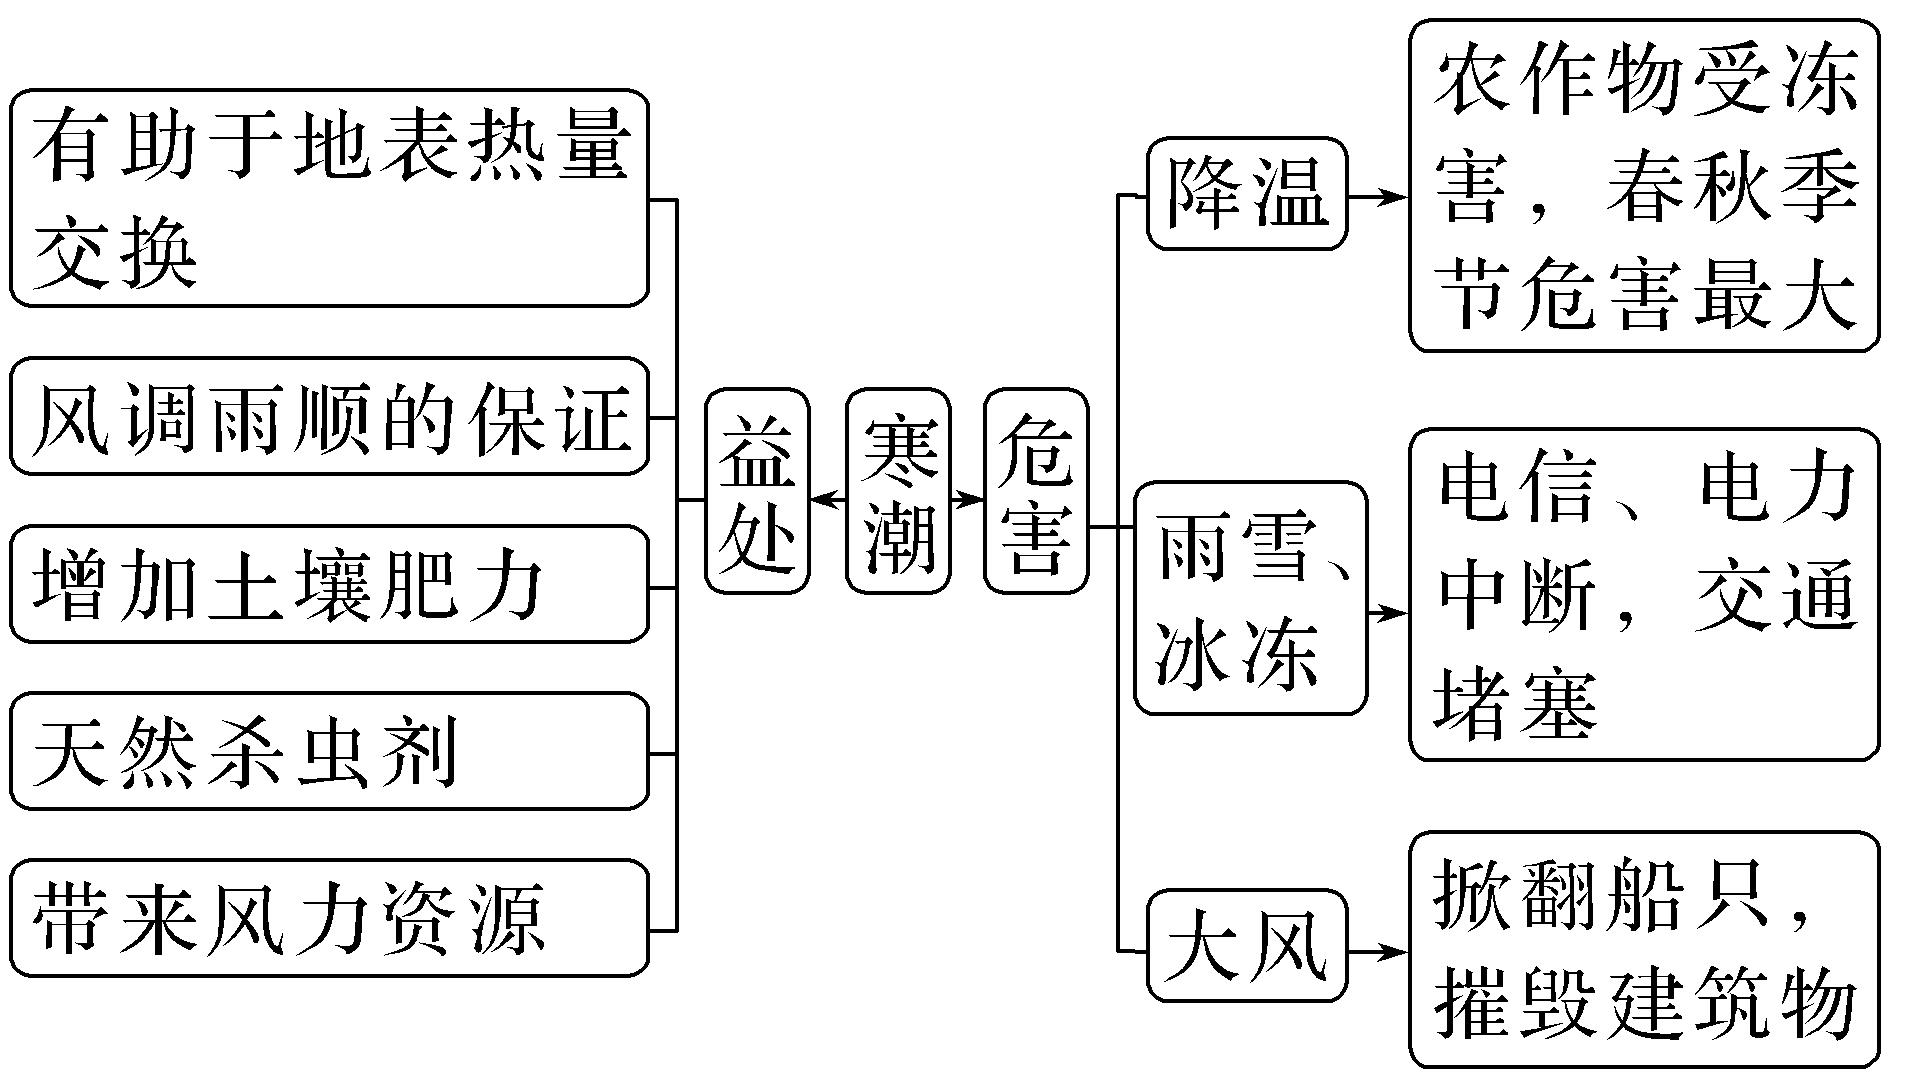 有助于地表热量
交换
风调雨顺的保证
增加土壤肥力
天然杀虫剂
带来风力资源
益处
寒潮
危害
降温
农作物受冻
害，春秋季
节危害最大
雨雪、
冰冻
电信、电力
中断，交通
堵塞
大风
掀翻船只，
摧毁建筑物